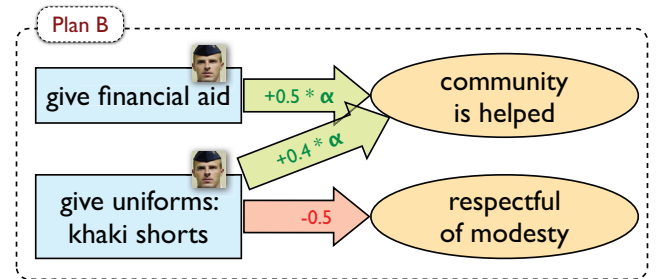 Plan B
give financial aid
+0.5 * α
community
is helped
+0.4 * α
give uniforms:
khaki shorts
-0.5
respectful
of modesty